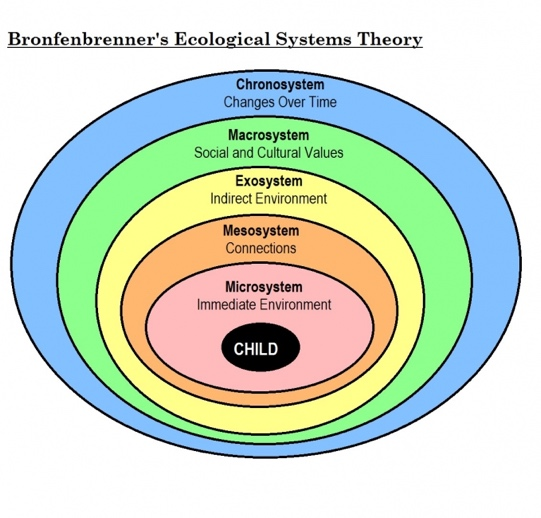 Bronfenbrenner's Ecological Systems Theory
Chronosystem
Changes Over Time
Macrosystem
Social and Cultural Values
Exosystem
Indirect Environment
Mesosystem
Connections
Microsystem
Immediate Environment
CHILD